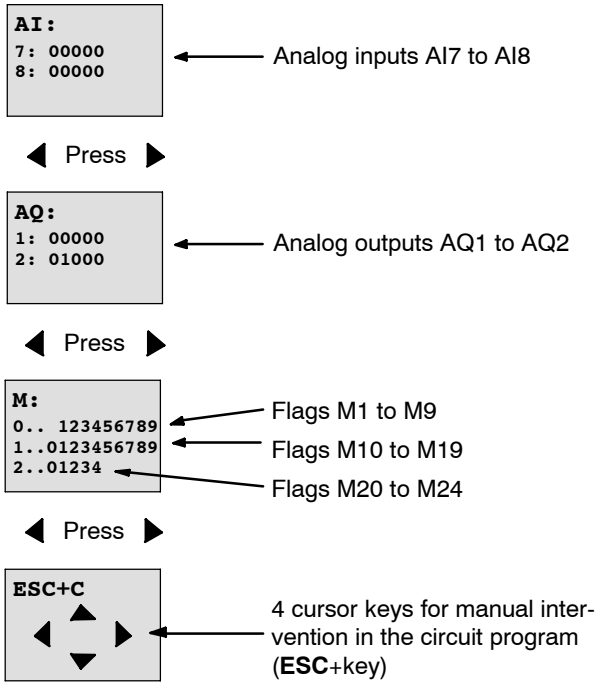 AI:
7: 00000
8: 00000
Analog inputs AI7 to AI8
Press
AQ:
1: 00000
2: 01000
Analog outputs AQ1 to AQ2
Press
M:
0.. 123456789
1..0123456789
2..01234
Flags M1 to M9
Flags M10 to M19
Flags M20 to M24
Press
ESC+C
4 cursor keys for manual inter-
vention in the circuit program
(ESC+key)